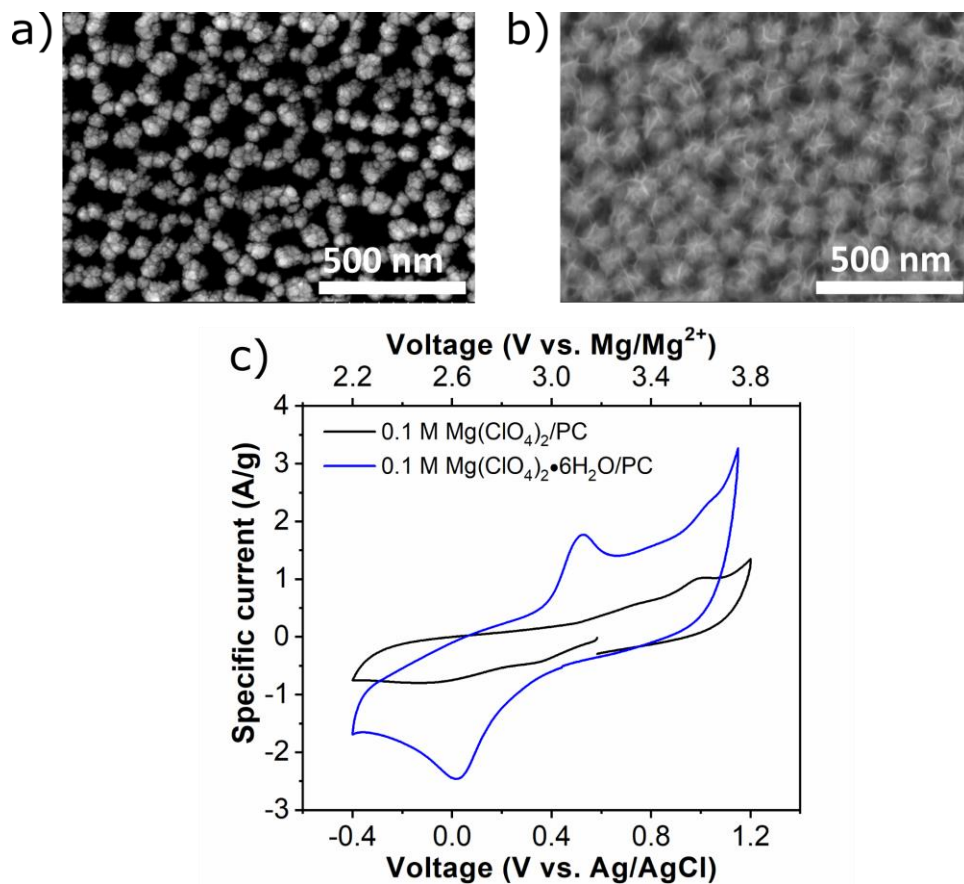 a)
500 nm
b)
500 nm
c)
Voltage (V vs. Mg/Mg²⁺)
2.2 2.6 3.0 3.4 3.8
Specific current (A/g)
4
3
2
1
0
-1
-2
-3
0.1 M Mg(ClO₄)₂/PC
0.1 M Mg(ClO₄)₂•6H₂O/PC
-0.4 0.0 0.4 0.8 1.2
Voltage (V vs. Ag/AgCl)